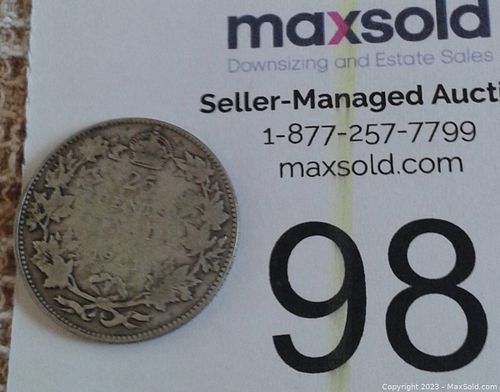 maxsold
Downsizing and Estate Sales
Seller-Managed Aucti
1-877-257-7799
maxsold.com
98
25
CENTS
Copyright 2023 - MaxSold.com